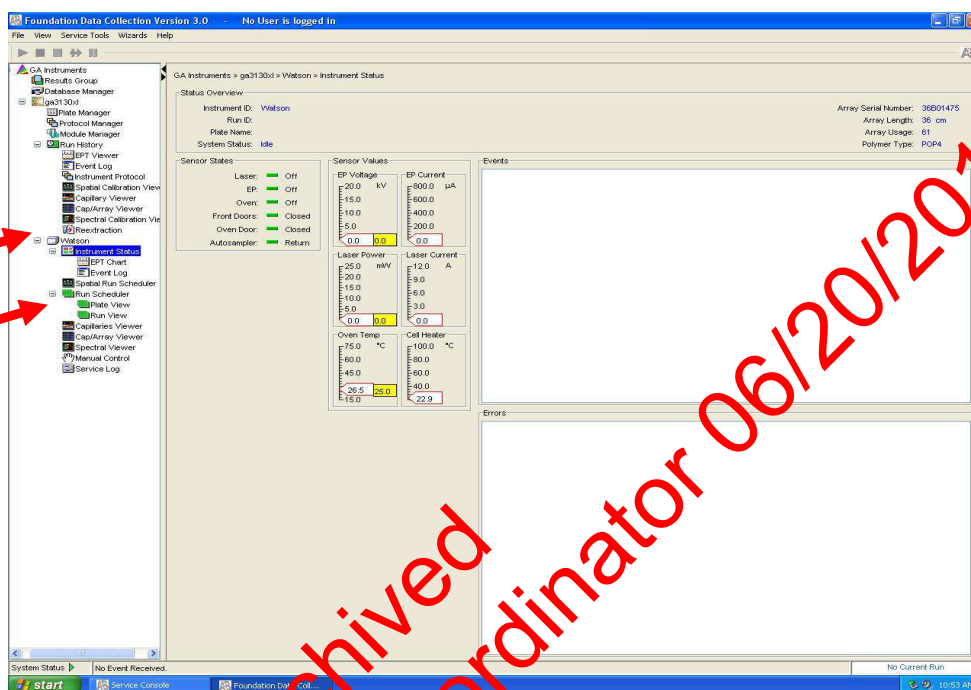 Foundation Data Collection Version 3.0 - No User is logged in
File View Service Tools Wizards Help
GA Instruments
Results Group
Database Manager
ga3130xl
Plate Manager
Protocol Manager
Module Manager
Run History
EPT Viewer
Event Log
Instrument Protocol
Spatial Calibration View
Capillary Viewer
Cap/Array Viewer
Spectral Calibration Vie
Reextraction
Watson
Instrument Status
EPT Chart
Event Log
Spatial Run Scheduler
Run Scheduler
Plate View
Run View
Capillaries Viewer
Cap/Array Viewer
Spectral Viewer
Manual Control
Service Log
GA Instruments > ga3130xl > Watson > Instrument Status
Status Overview
Instrument ID: Watson
Run ID:
Plate Name:
System Status: Idle
Array Serial Number: 36B01475
Array Length: 36 cm
Array Usage: 61
Polymer Type: POP4
Sensor States
Laser: Off
EP: Off
Oven: Off
Front Doors: Closed
Oven Door: Closed
Autosampler: Return
Sensor Values
EP Voltage
20.0 kV
15.0
10.0
5.0
0.0 0.0
EP Current
800.0 µA
600.0
400.0
200.0
0.0
Laser Power
25.0 mW
20.0
15.0
10.0
5.0
0.0 0.0
Laser Current
12.0 A
9.0
6.0
3.0
0.0
Oven Temp
75.0 °C
60.0
45.0
26.5 25.0
15.0
Cell Heater
100.0 °C
80.0
60.0
40.0
22.9
Events
Errors
System Status
No Event Received.
No Current Run
start
Service Console
Foundation Data Coll...
10:53 AM